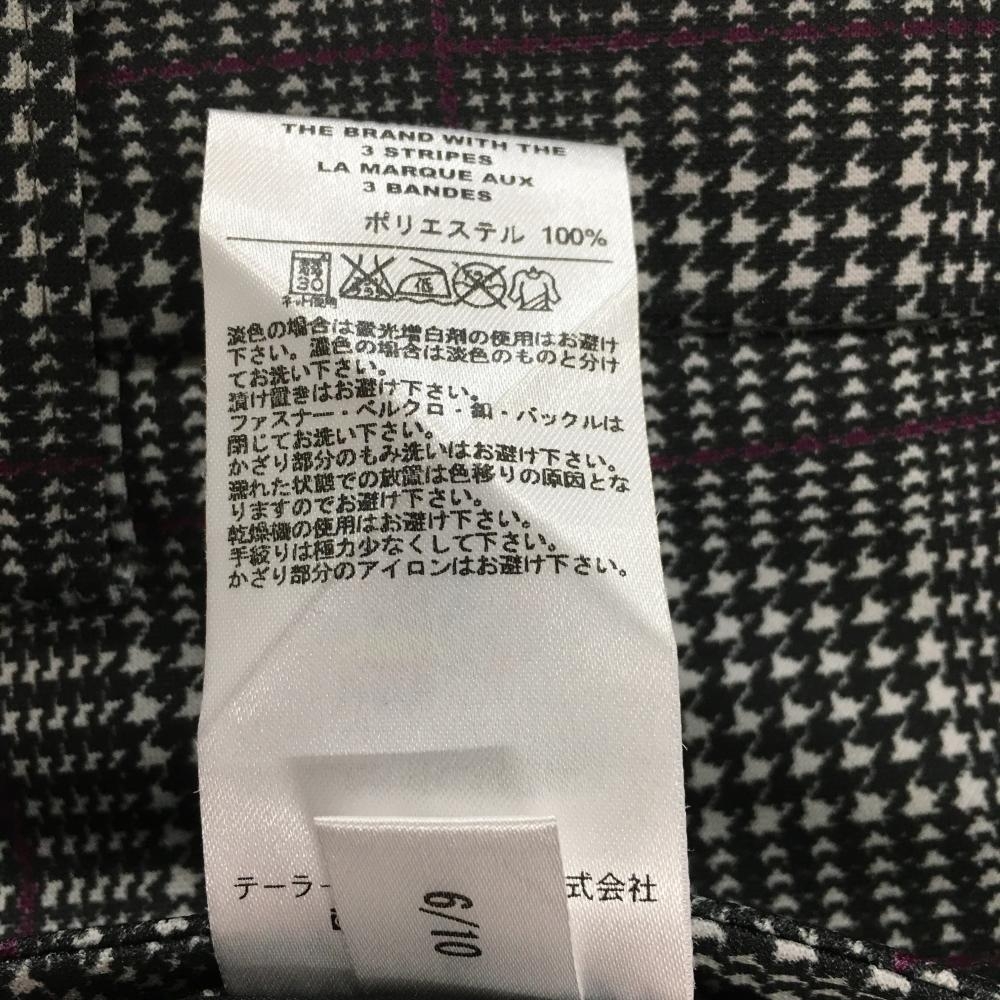 THE BRAND WITH THE
3 STRIPES
LA MARQUE AUX
3 BANDES
ポリエステル 100%
30
低
ネット使用
淡色の場合は蛍光増白剤の使用はお避け
下さい。濃色の場合は淡色のものと分け
てお洗い下さい。
漬け置きはお避け下さい。
ファスナー・ベルクロ・釦・バックルは
閉じてお洗い下さい。
かざり部分のもみ洗いはお避け下さい。
濡れた状態での放置は色移りの原因とな
りますのでお避け下さい。
乾燥機の使用はお避け下さい。
手絞りは極力少なくして下さい。
かざり部分のアイロンはお避け下さい。
テーラー 式会社
6/10